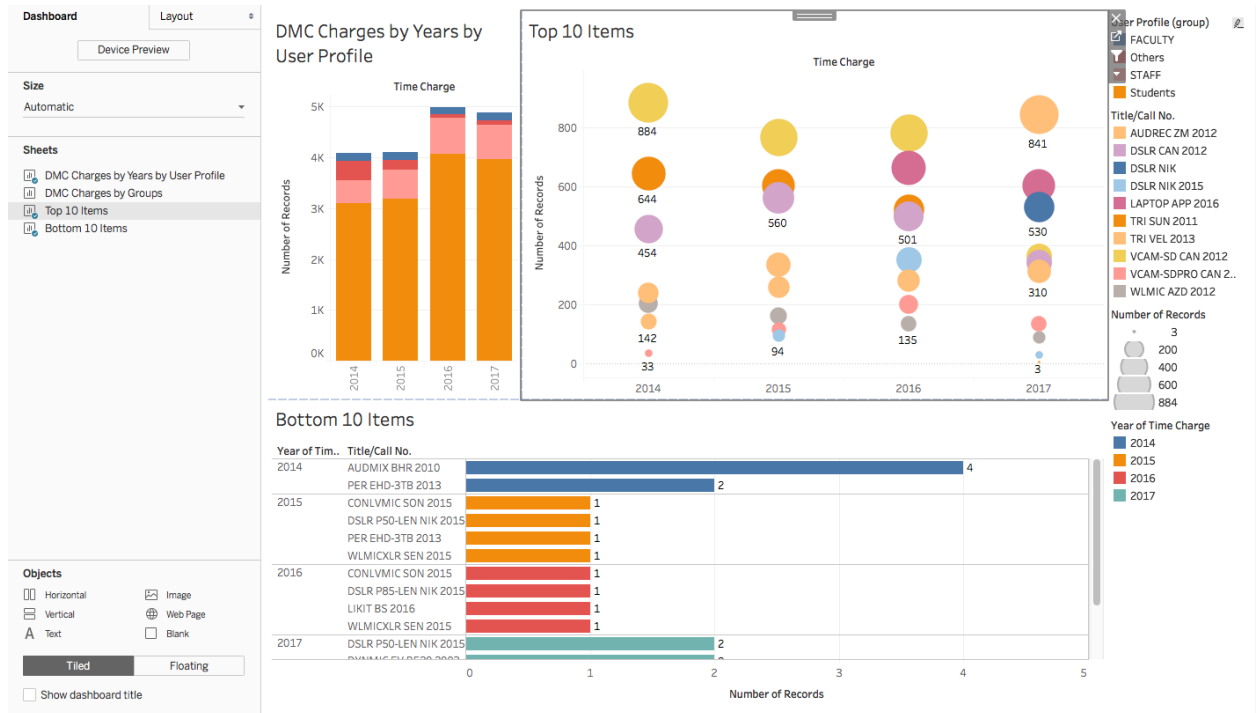 Dashboard
Layout
Device Preview
Size
Automatic
Sheets
DMC Charges by Years by User Profile
DMC Charges by Groups
Top 10 Items
Bottom 10 Items
Objects
Horizontal
Image
Vertical
Web Page
A Text
Blank
Tiled
Floating
Show dashboard title
DMC Charges by Years by
User Profile
Time Charge
Number of Records
5K
4K
3K
2K
1K
0K
2014
2015
2016
2017
Top 10 Items
Time Charge
Number of Records
800
600
400
200
0
884
644
454
142
33
560
94
501
135
841
530
310
3
2014
2015
2016
2017
User Profile (group)
FACULTY
Others
STAFF
Students
Title/Call No.
AUDREC ZM 2012
DSLR CAN 2012
DSLR NIK
DSLR NIK 2015
LAPTOP APP 2016
TRI SUN 2011
TRI VEL 2013
VCAM-SD CAN 2012
VCAM-SDPRO CAN 2..
WLMIC AZD 2012
Number of Records
3
200
400
600
884
Year of Time Charge
2014
2015
2016
2017
Bottom 10 Items
Year of Tim.. Title/Call No.
2014 AUDMIX BHR 2010 4
PER EHD-3TB 2013 2
2015 CONLVMIC SON 2015 1
DSLR P50-LEN NIK 2015 1
PER EHD-3TB 2013 1
WLMICXLR SEN 2015 1
2016 CONLVMIC SON 2015 1
DSLR P85-LEN NIK 2015 1
LIKIT BS 2016 1
WLMICXLR SEN 2015 1
2017 DSLR P50-LEN NIK 2015 2
0 1 2 3 4 5
Number of Records